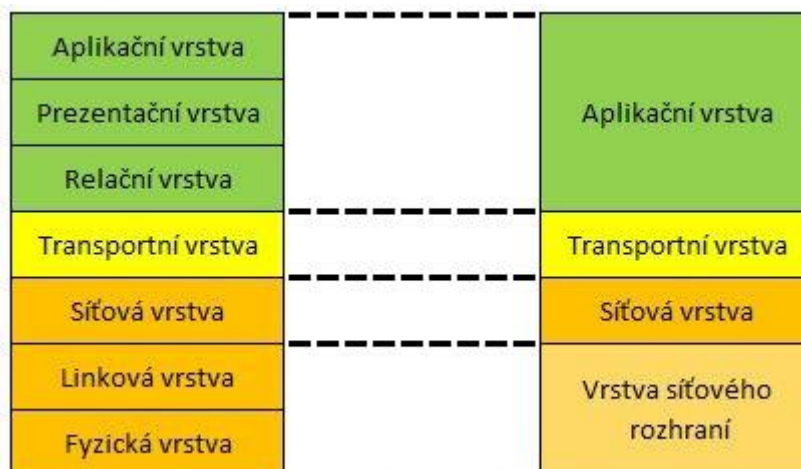 Aplikační vrstva
Prezentační vrstva
Relační vrstva
Transportní vrstva
Síťová vrstva
Linková vrstva
Fyzická vrstva
Aplikační vrstva
Transportní vrstva
Síťová vrstva
Vrstva síťového
rozhraní